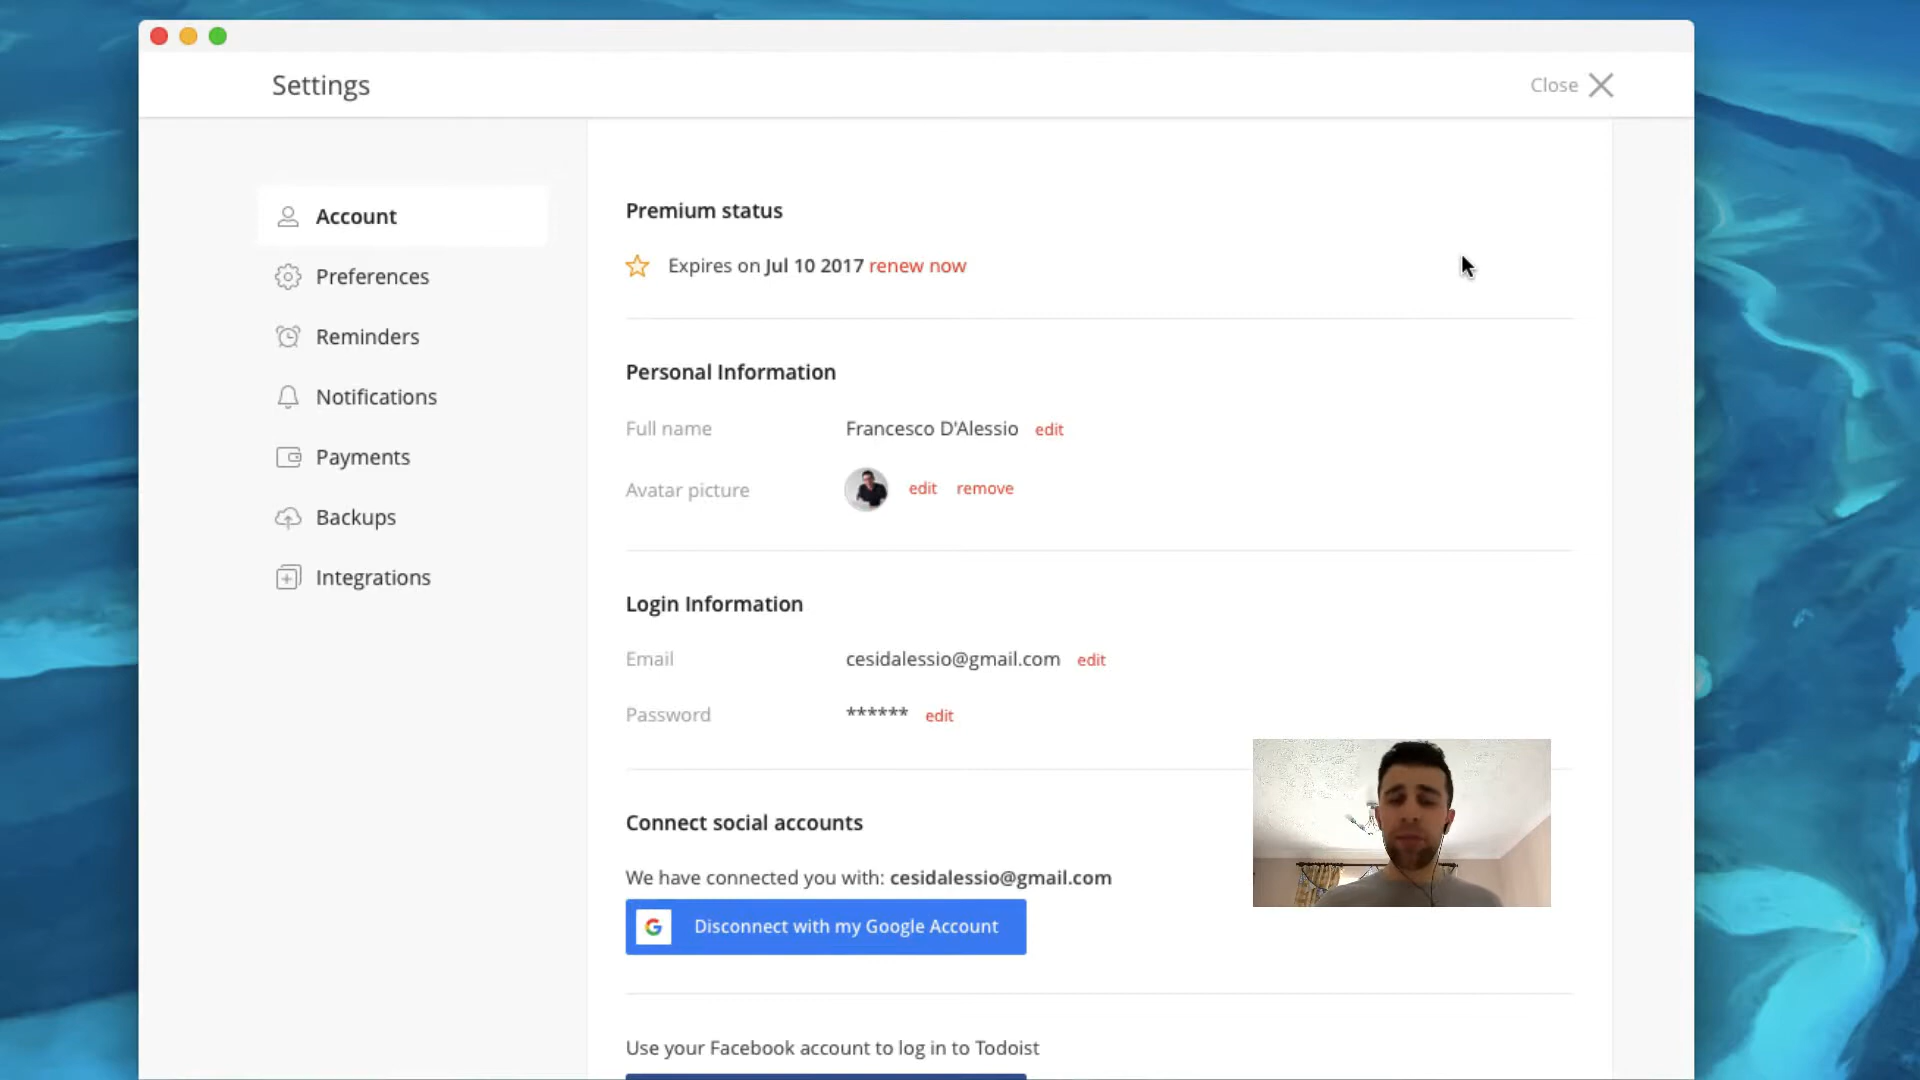 Settings
Close
Account
Preferences
Reminders
Notifications
Payments
Backups
Integrations
Premium status
Expires on Jul 10 2017 renew now
Personal Information
Full name Francesco D'Alessio edit
Avatar picture edit remove
Login Information
Email cesidalessio@gmail.com edit
Password ****** edit
Connect social accounts
We have connected you with: cesidalessio@gmail.com
G Disconnect with my Google Account
Use your Facebook account to log in to Todoist